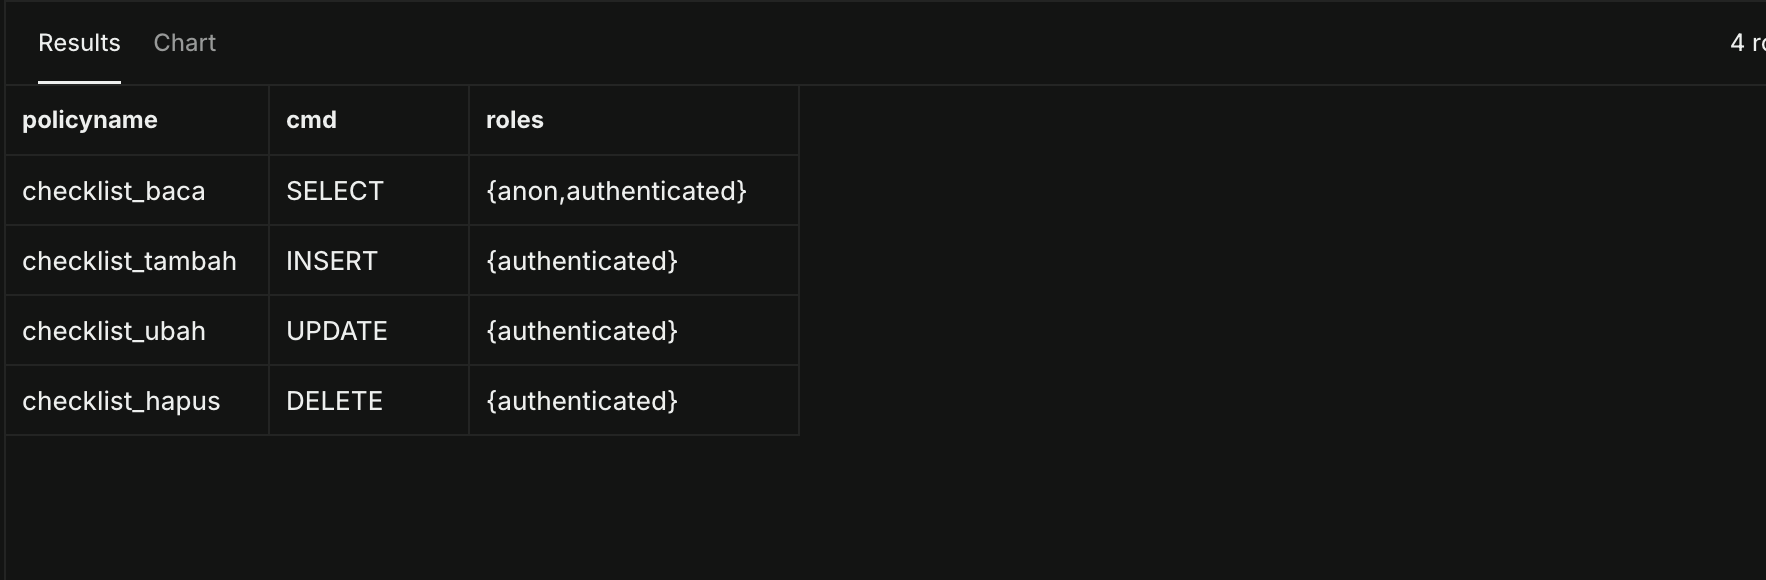 Results Chart 4 ro
policyname cmd roles
checklist_baca SELECT {anon,authenticated}
checklist_tambah INSERT {authenticated}
checklist_ubah UPDATE {authenticated}
checklist_hapus DELETE {authenticated}